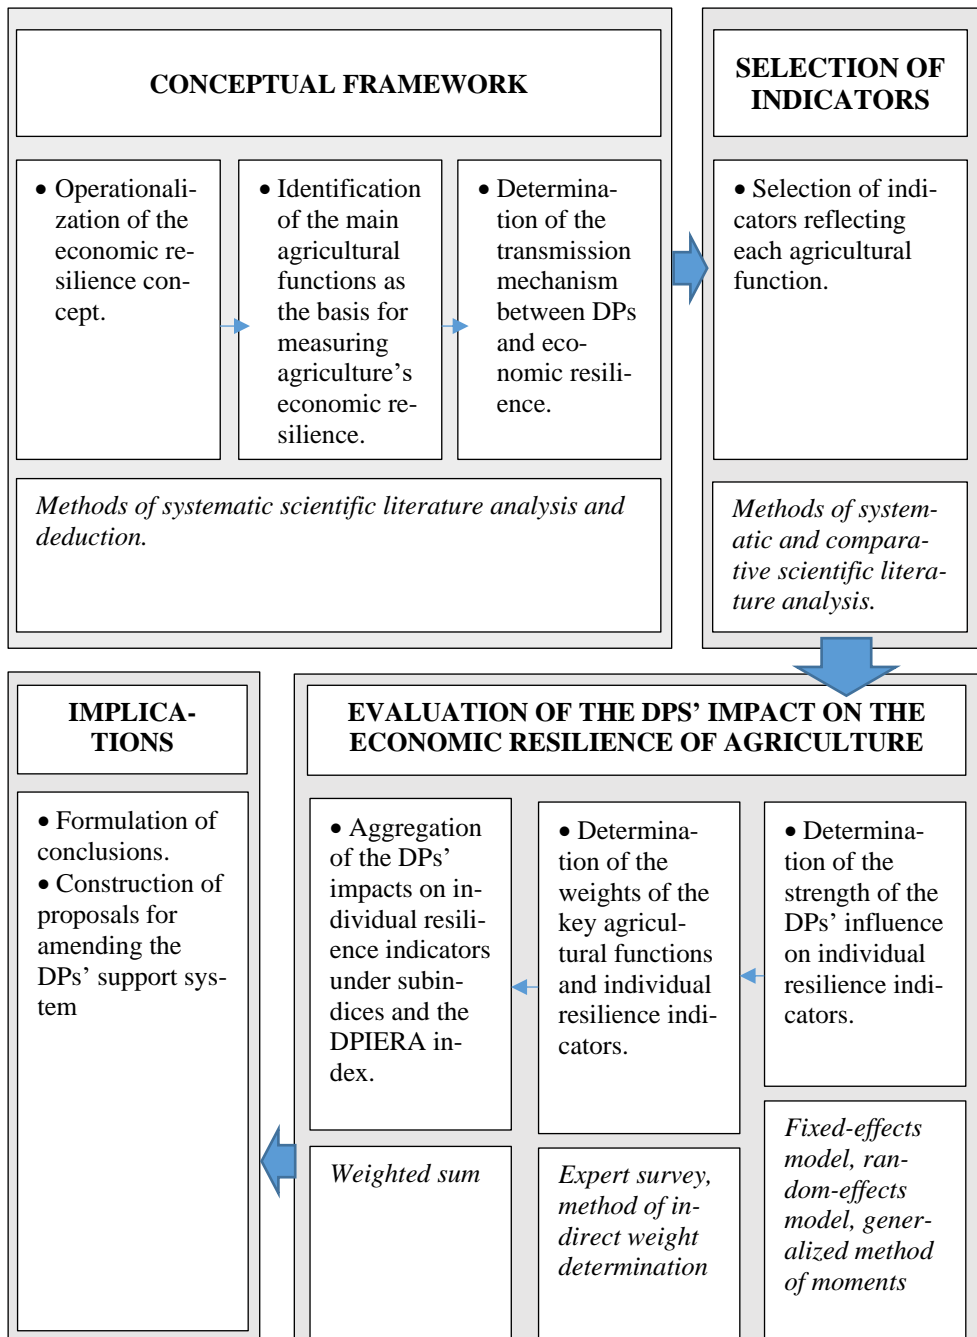 CONCEPTUAL FRAMEWORK
• Operationali-
zation of the
economic re-
silience con-
cept.
• Identification
of the main
agricultural
functions as
the basis for
measuring
agriculture’s
economic re-
silience.
• Determina-
tion of the
transmission
mechanism
between DPs
and eco-
nomic resili-
ence.
Methods of systematic scientific literature analysis and
deduction.
SELECTION OF
INDICATORS
• Selection of indi-
cators reflecting
each agricultural
function.
Methods of system-
atic and compara-
tive scientific litera-
ture analysis.
EVALUATION OF THE DPS’ IMPACT ON THE
ECONOMIC RESILIENCE OF AGRICULTURE
• Determina-
tion of the
strength of the
DPs’ influence
on individual
resilience indi-
cators.
Fixed-effects
model, ran-
dom-effects
model, gener-
alized method
of moments
• Determina-
tion of the
weights of the
key agricul-
tural functions
and individual
resilience indi-
cators.
Expert survey,
method of in-
direct weight
determination
• Aggregation
of the DPs’
impacts on in-
dividual resili-
ence indicators
under subin-
dices and the
DPIERA in-
dex.
Weighted sum
IMPLICA-
TIONS
• Formulation of
conclusions.
• Construction of
proposals for
amending the
DPs’ support sys-
tem